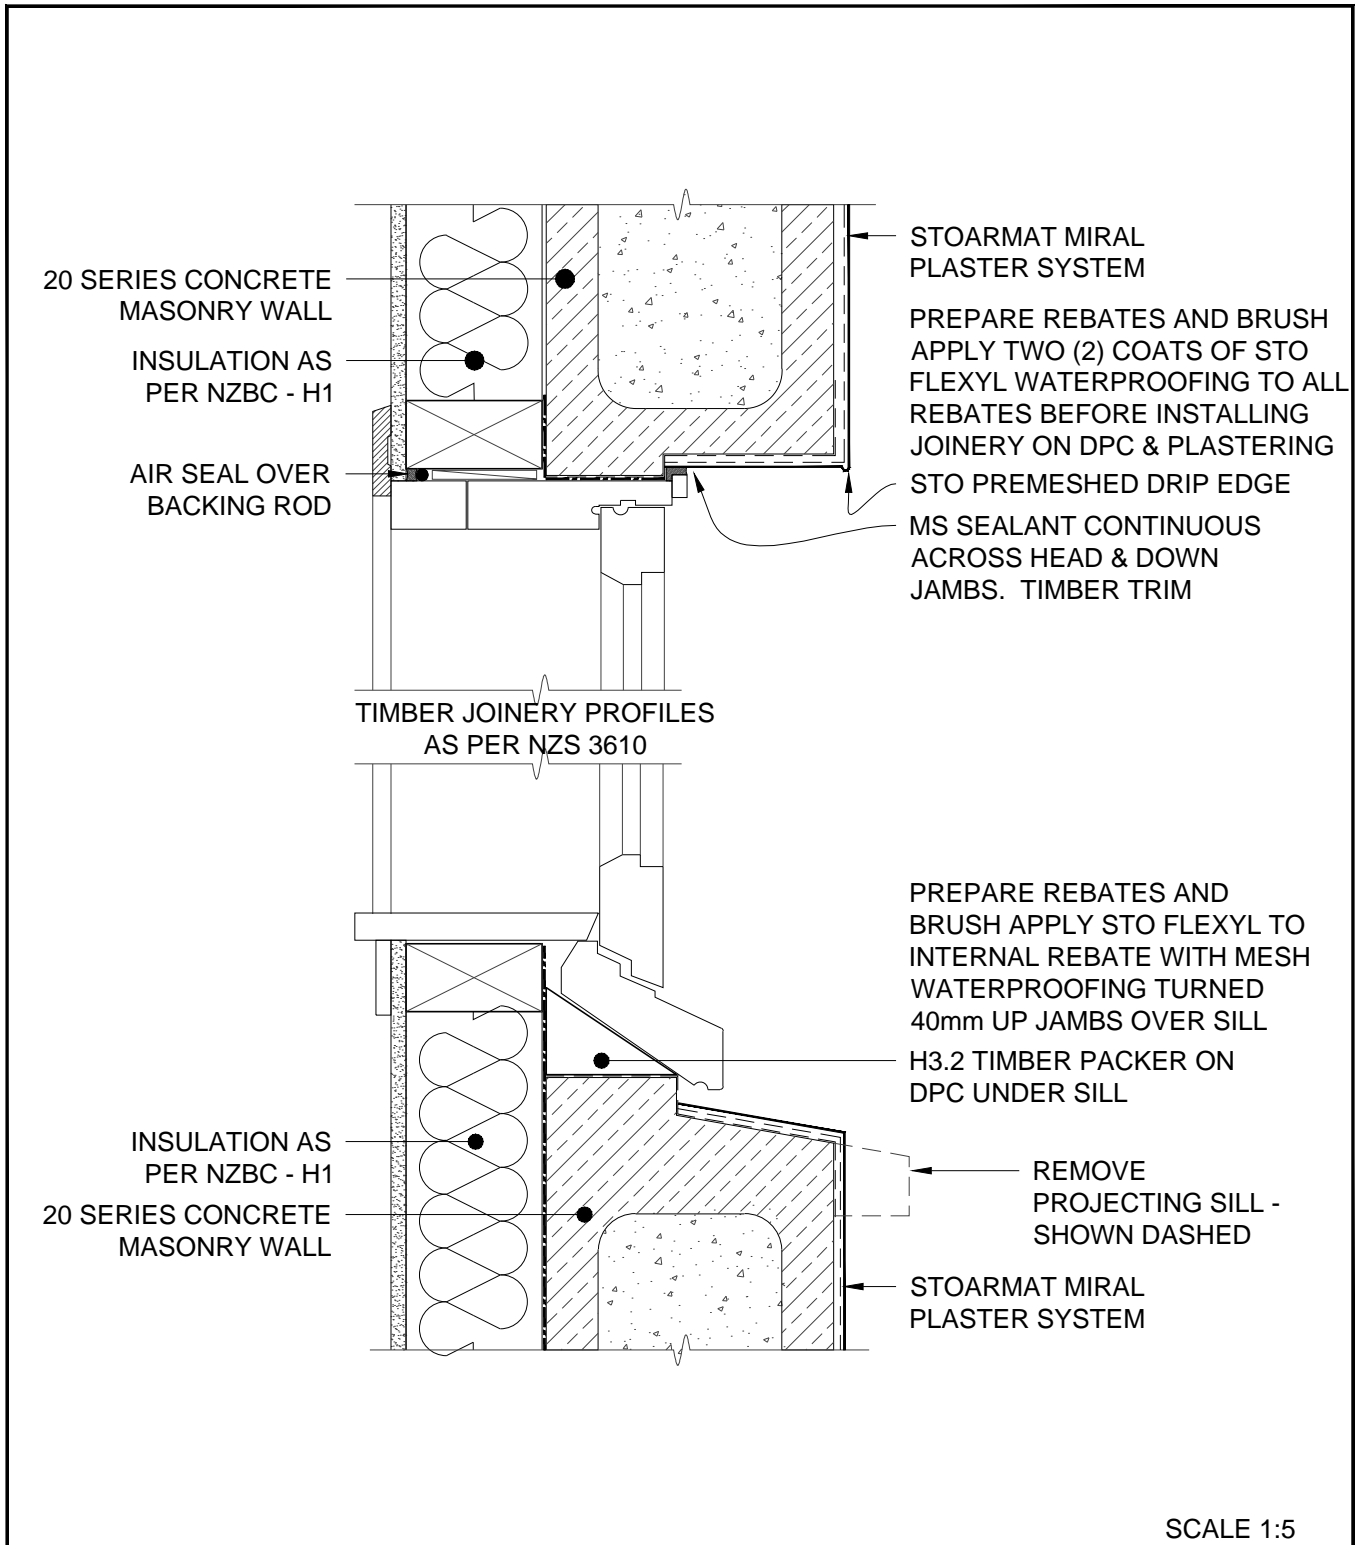 20 SERIES CONCRETE
MASONRY WALL
INSULATION AS
PER NZBC - H1
AIR SEAL OVER
BACKING ROD
STOARMAT MIRAL
PLASTER SYSTEM
PREPARE REBATES AND BRUSH
APPLY TWO (2) COATS OF STO
FLEXYL WATERPROOFING TO ALL
REBATES BEFORE INSTALLING
JOINERY ON DPC & PLASTERING
STO PREMESHED DRIP EDGE
MS SEALANT CONTINUOUS
ACROSS HEAD & DOWN
JAMBS. TIMBER TRIM
TIMBER JOINERY PROFILES
AS PER NZS 3610
PREPARE REBATES AND
BRUSH APPLY STO FLEXYL TO
INTERNAL REBATE WITH MESH
WATERPROOFING TURNED
40mm UP JAMBS OVER SILL
H3.2 TIMBER PACKER ON
DPC UNDER SILL
INSULATION AS
PER NZBC - H1
20 SERIES CONCRETE
MASONRY WALL
REMOVE
PROJECTING SILL -
SHOWN DASHED
STOARMAT MIRAL
PLASTER SYSTEM
SCALE 1:5